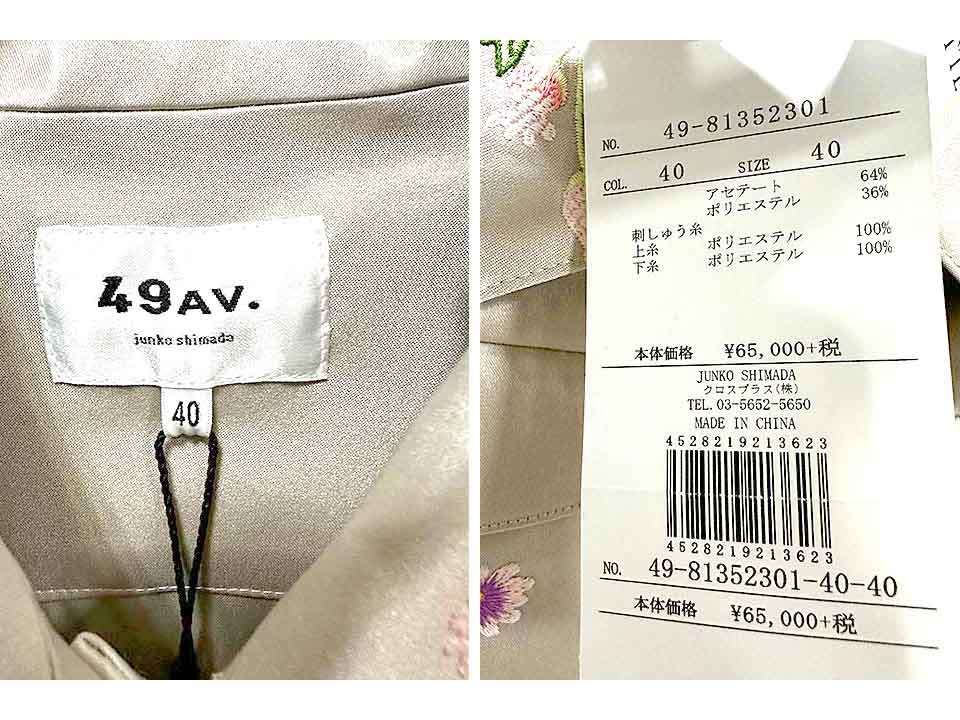 49AV.
junko shimada
40
NO. 49-81352301
COL. 40 SIZE 40
アセテート 64%
ポリエステル 36%
刺しゅう糸
上糸 ポリエステル 100%
下糸 ポリエステル 100%
本体価格 ¥65,000+税
JUNKO SHIMADA
クロスプラス(株)
TEL. 03-5652-5650
MADE IN CHINA
4528219213623
4528219213623
NO. 49-81352301-40-40
本体価格 ¥65,000+税